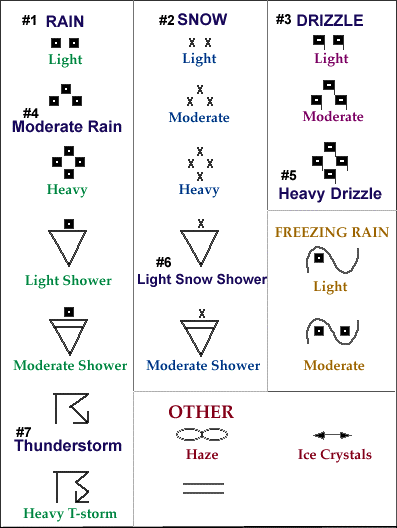 #1 RAIN
#2 SNOW
#3 DRIZZLE
Light
Light
Light
#4
Moderate Rain
Moderate
Moderate
Heavy
Heavy
#5
Heavy Drizzle
Light Shower
#6
Light Snow Shower
FREEZING RAIN
Light
Moderate Shower
Moderate Shower
Moderate
#7
Thunderstorm
OTHER
Haze
Ice Crystals
Heavy T-storm